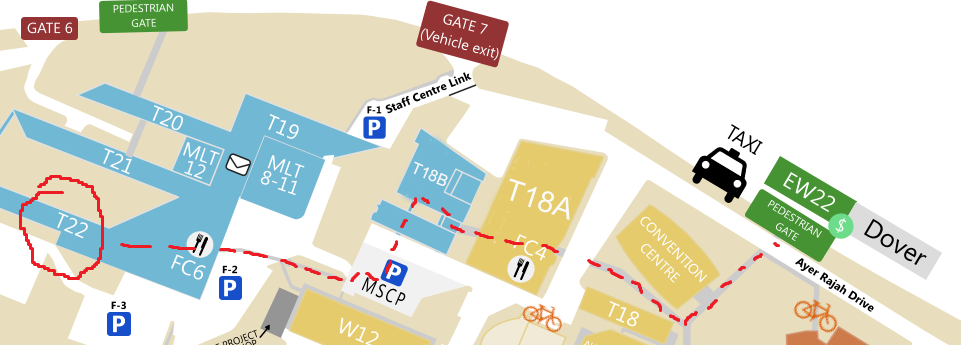 GATE 6
PEDESTRIAN
GATE
GATE 7
(Vehicle exit)
F-1
Staff Centre Link
P
T20
T19
MLT
12
MLT
8-11
T21
T18B
T18A
TAXI
EW22
PEDESTRIAN
GATE
$
Dover
T22
FC6
FC4
CONVENTION
CENTRE
Ayer Rajah Drive
F-2
P
P
MSCP
F-3
P
T18
W12
PROJECT